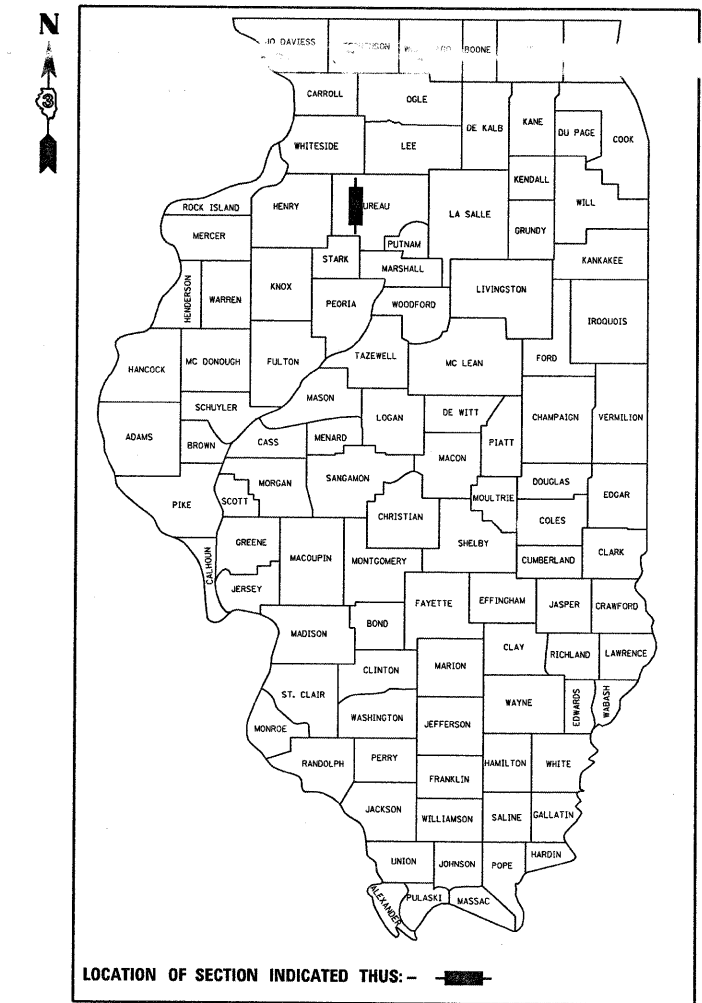 N
3
JO DAVIESS
BOONE
CARROLL
OGLE
DE KALB
KANE
DU PAGE
COOK
WHITESIDE
LEE
KENDALL
WILL
ROCK ISLAND
HENRY
UREAU
LA SALLE
GRUNDY
MERCER
PUTNAM
STARK
MARSHALL
KANKAKEE
HENDERSON
WARREN
KNOX
PEORIA
WOODFORD
LIVINGSTON
IROQUOIS
HANCOCK
MC DONOUGH
FULTON
TAZEWELL
MC LEAN
FORD
SCHUYLER
MASON
LOGAN
DE WITT
CHAMPAIGN
VERMILION
ADAMS
BROWN
CASS
MENARD
MACON
PIATT
PIKE
SCOTT
MORGAN
SANGAMON
MOULTRIE
DOUGLAS
EDGAR
CHRISTIAN
COLES
CALHOUN
GREENE
MACOUPIN
MONTGOMERY
SHELBY
CUMBERLAND
CLARK
JERSEY
FAYETTE
EFFINGHAM
JASPER
CRAWFORD
MADISON
BOND
CLAY
RICHLAND
LAWRENCE
CLINTON
MARION
ST. CLAIR
WAYNE
EDWARDS
WABASH
MONROE
WASHINGTON
JEFFERSON
RANDOLPH
PERRY
FRANKLIN
HAMILTON
WHITE
JACKSON
WILLIAMSON
SALINE
GALLATIN
UNION
JOHNSON
POPE
HARDIN
ALEXANDER
PULASKI
MASSAC
LOCATION OF SECTION INDICATED THUS: -